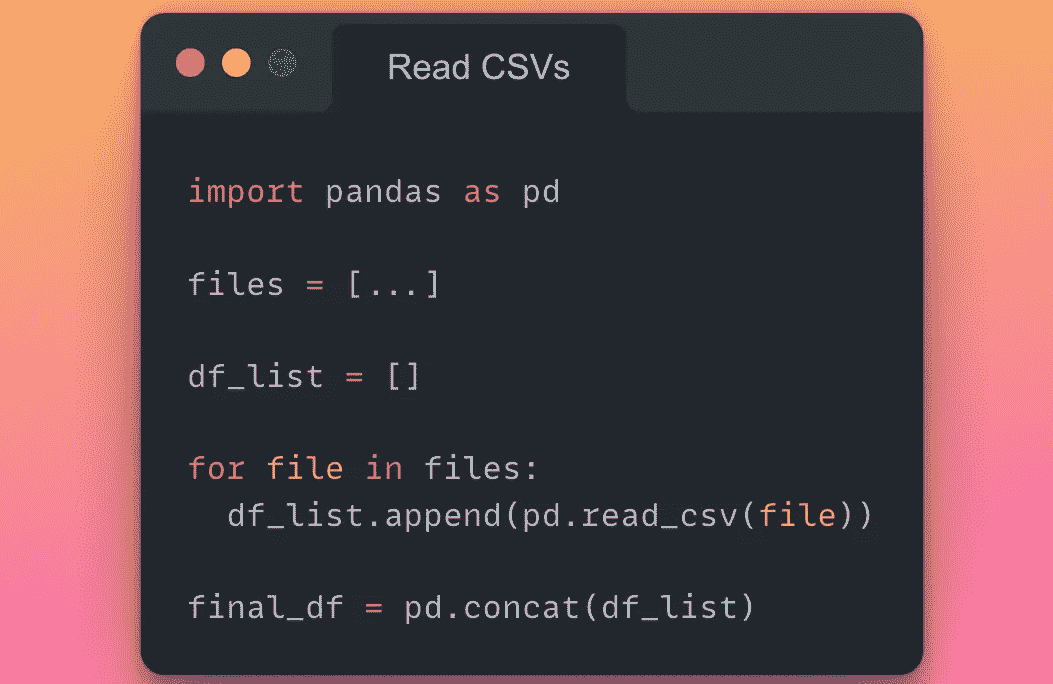 Read CSVs
import pandas as pd
files = [...]
df_list = []
for file in files:
  df_list.append(pd.read_csv(file))
final_df = pd.concat(df_list)